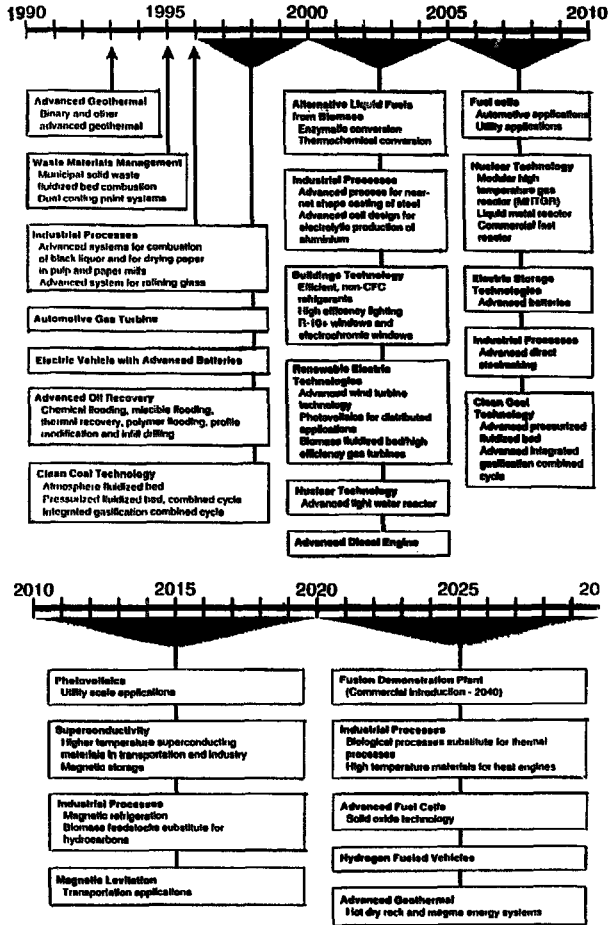 1990 1995 2000 2005 2010
Advanced Geothermal
Binary and other
advanced geothermal
Waste Materials Management
Municipal solid waste
fluidized bed combustion
Dual coting point systems
Industrial Processes
Advanced systems for combustion
of black liquor and for drying paper
in pulp and paper mills
Advanced system for refining glass
Automotive Gas Turbine
Electric Vehicle with Advanced Batteries
Advanced Oil Recovery
Chemical flooding, miscible flooding,
thermal recovery, polymer flooding, profile
modification and infill drilling
Clean Coal Technology
Atmosphere fluidized bed
Pressurized fluidized bed, combined cycle
Integrated gasification combined cycle
Alternative Liquid Fuels
from Biomass
Enzymatic conversion
Thermochemical conversion
Industrial Processes
Advanced process for near-
net shape casting of steel
Advanced cell design for
electrolytic production of
aluminium
Buildings Technology
Efficient, non-CFC
refrigerants
High efficency lighting
R-10+ windows and
electrochromic windows
Renewable Electric
Technologies
Advanced wind turbine
technology
Photovoltaics for distributed
applications
Biomass fluidized bed/high
efficiency gas turbines
Nuclear Technology
Advanced light water reactor
Advanced Diesel Engine
Fuel cells
Automotive applications
Utility applications
Nuclear Technology
Modular high
temperature gas
reactor (MHTGR)
Liquid metal reactor
Commercial fast
reactor
Electric Storage
Technologies
Advanced batteries
Industrial Processes
Advanced direct
steelmaking
Clean Coal
Technology
Advanced pressurized
fluidized bed
Advanced integrated
gasification combined
cycle
2010 2015 2020 2025 20
Photovoltaics
Utility scale applications
Superconductivity
Higher temperature superconducting
materials in transportation and industry
Magnetic storage
Industrial Processes
Magnetic refrigeration
Biomass feedstocks substitute for
hydrocarbons
Magnetic Levitation
Transportation applications
Fusion Demonstration Plant
(Commercial Introduction - 2040)
Industrial Processes
Biological processes substitute for thermal
processes
High temperature materials for heat engines
Advanced Fuel Cells
Solid oxide technology
Hydrogen Fueled Vehicles
Advanced Geothermal
Hot dry rock and magma energy systems